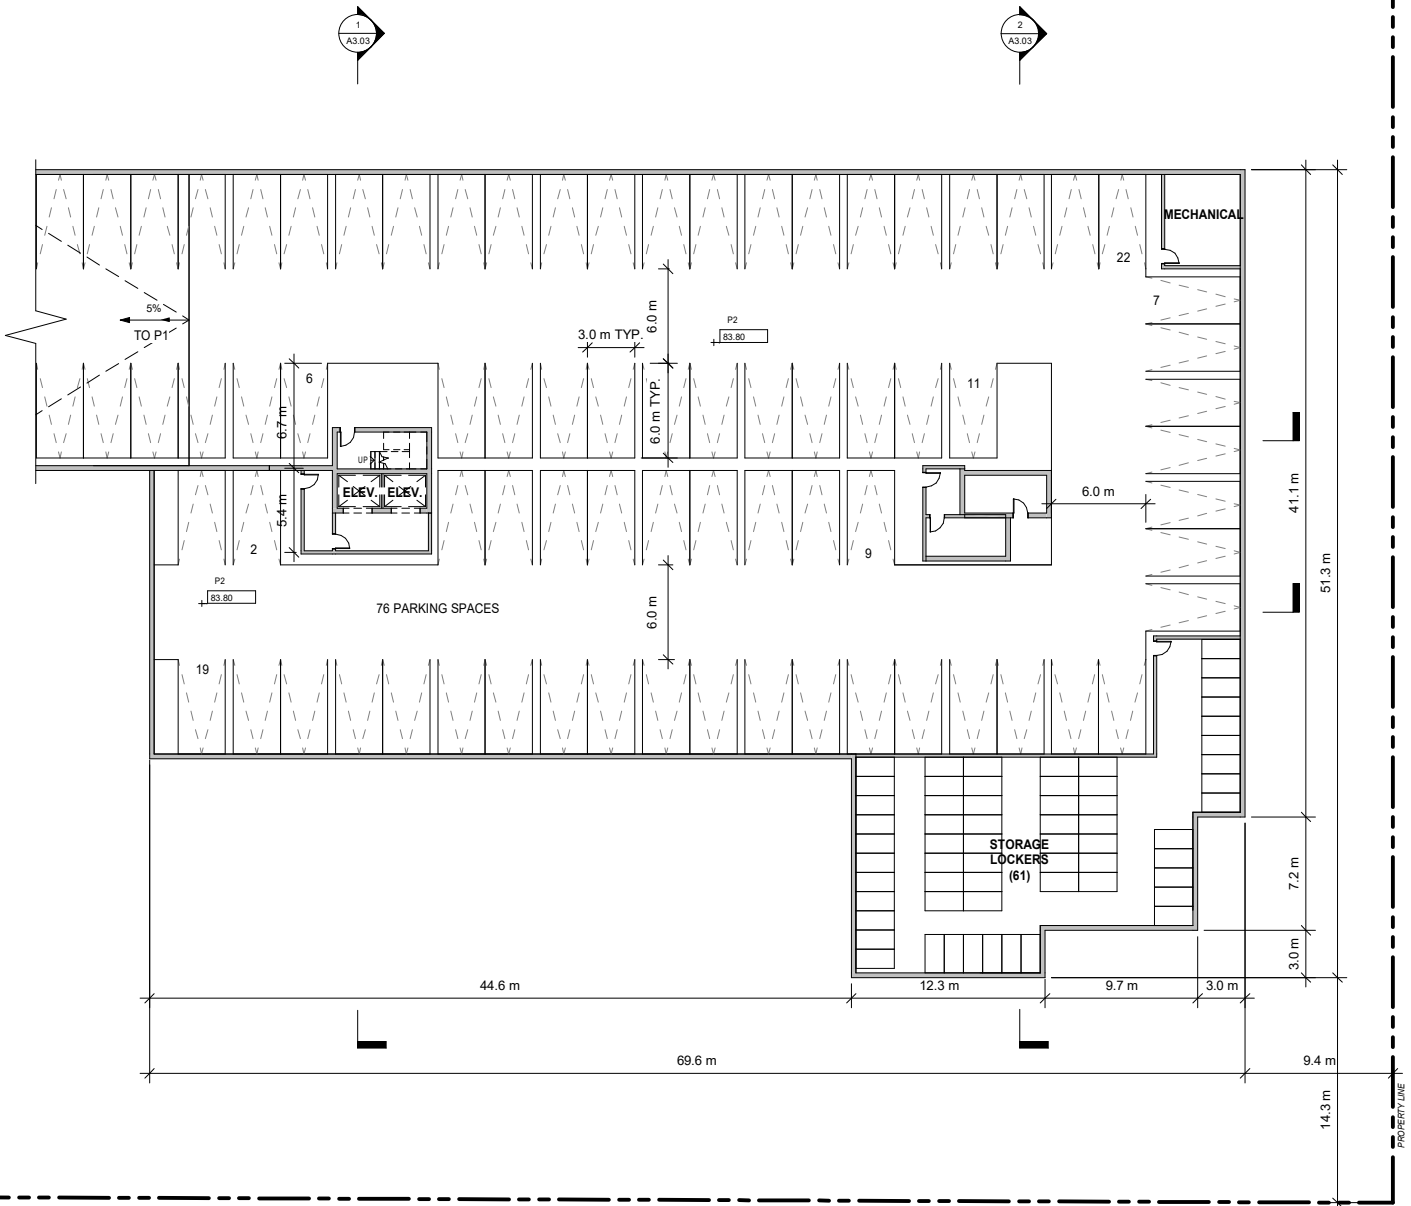 1
A3.03
2
A3.03
MECHANICAL
22
7
5%
TO P1
6.0 m
P2
83.80
3.0 m TYP.
6
11
6.7 m
6.0 m TYP.
UP
ELEV.
ELEV.
5.4 m
6.0 m
41.1 m
2
9
51.3 m
P2
83.80
76 PARKING SPACES
6.0 m
19
STORAGE
LOCKERS
(61)
7.2 m
3.0 m
44.6 m
12.3 m
9.7 m
3.0 m
69.6 m
9.4 m
14.3 m
PROPERTY LINE